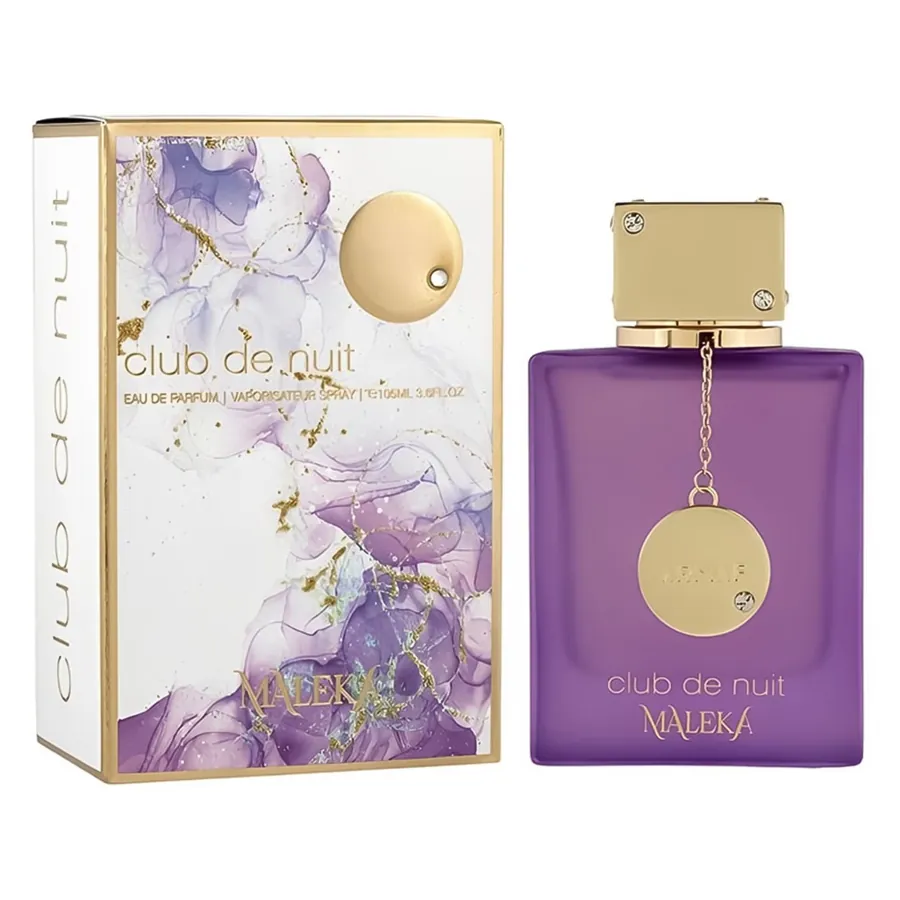 club de nuit
club de nuit
EAU DE PARFUM | VAPORISATEUR SPRAY | ℮105ML 3.6FL.OZ
MALEKA
club de nuit
MALEKA